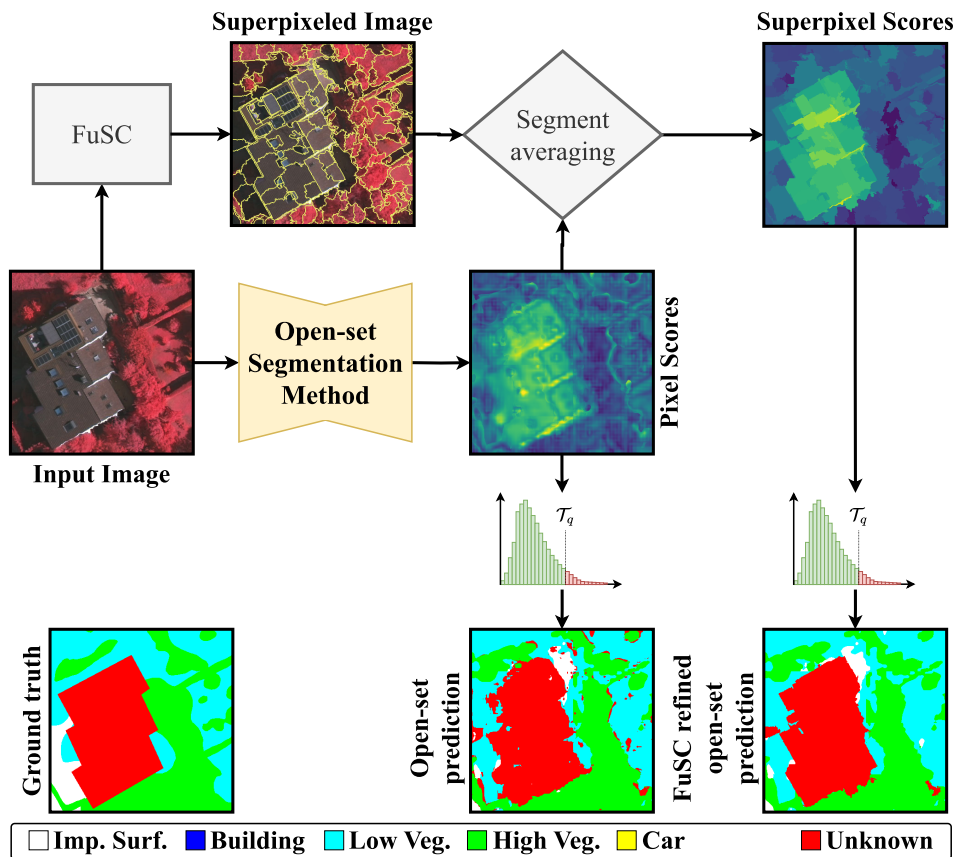 Superpixeled Image
Superpixel Scores
FuSC
Segment
averaging
Open-set
Segmentation
Method
Pixel Scores
Input Image
𝒯q
𝒯q
Ground truth
Open-set
prediction
FuSC refined
open-set
prediction
Imp. Surf. Building Low Veg. High Veg. Car Unknown